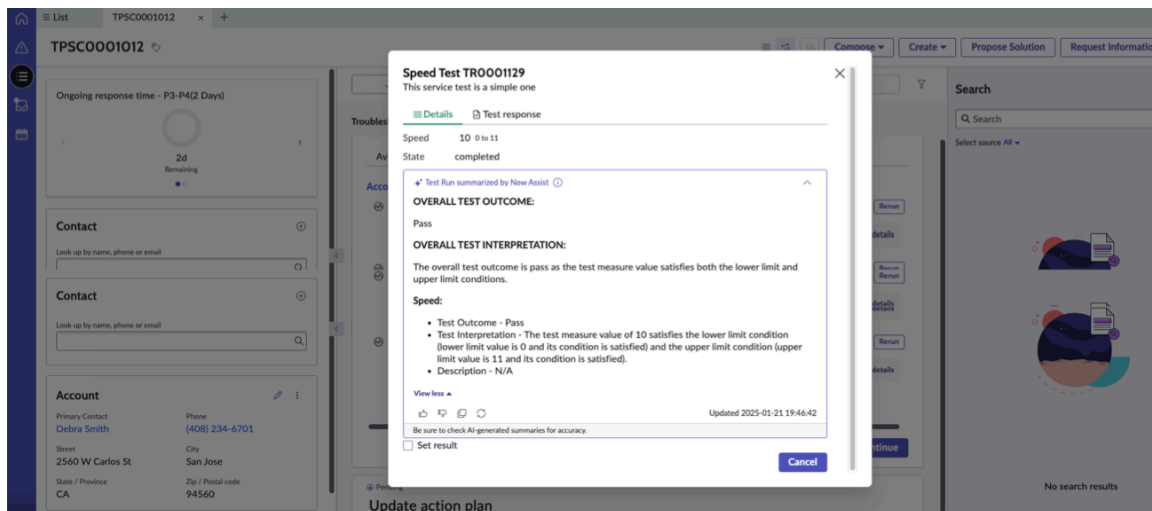 List
TPSC0001012
TPSC0001012
Compose
Create
Propose Solution
Request Informatio
Ongoing response time - P3-P4(2 Days)
2d
Remaining
Contact
Look up by name, phone or email
Contact
Look up by name, phone or email
Account
Primary Contact
Phone
Debra Smith
(408) 234-6701
Street
City
2560 W Carlos St
San Jose
State / Province
Zip / Postal code
CA
94560
Troubles
Av
Acco
Speed Test TR0001129
This service test is a simple one
Details
Test response
Speed 10 0 to 11
State completed
Test Run summarized by Now Assist
OVERALL TEST OUTCOME:
Pass
OVERALL TEST INTERPRETATION:
The overall test outcome is pass as the test measure value satisfies both the lower limit and
upper limit conditions.
Speed:
• Test Outcome - Pass
• Test Interpretation - The test measure value of 10 satisfies the lower limit condition
(lower limit value is 0 and its condition is satisfied) and the upper limit condition (upper
limit value is 11 and its condition is satisfied).
• Description - N/A
View less
Updated 2025-01-21 19:46:42
Be sure to check AI-generated summaries for accuracy.
Set result
Cancel
Rerun
details
Rerun
details
Rerun
details
ntinue
Update action plan
Search
Search
Select source All
No search results